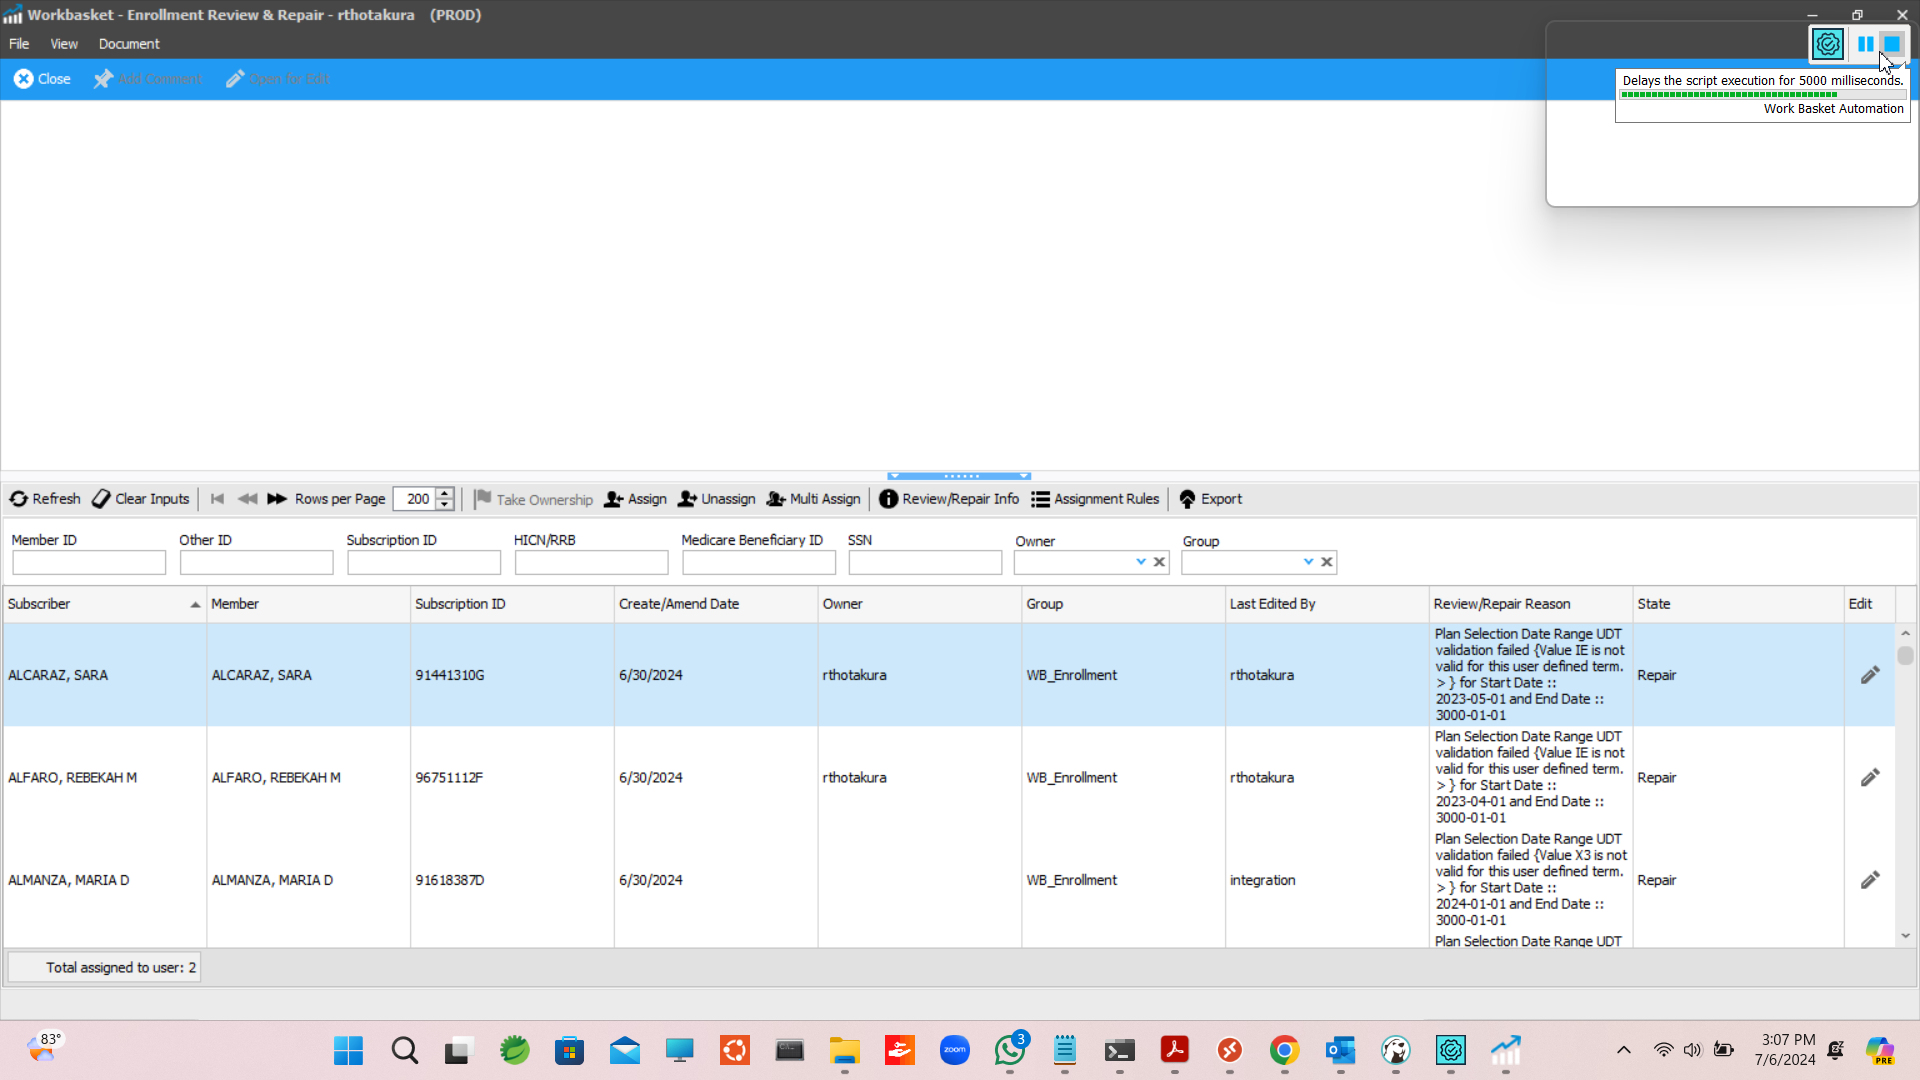 Workbasket - Enrollment Review & Repair - rthotakura (PROD)
File View Document
Close Add Comment Open for Edit
Delays the script execution for 5000 milliseconds.
Work Basket Automation
Refresh Clear Inputs Rows per Page 200 Take Ownership Assign Unassign Multi Assign Review/Repair Info Assignment Rules Export
Member ID Other ID Subscription ID HICN/RRB Medicare Beneficiary ID SSN Owner Group
Subscriber Member Subscription ID Create/Amend Date Owner Group Last Edited By Review/Repair Reason State Edit
ALCARAZ, SARA ALCARAZ, SARA 91441310G 6/30/2024 rthotakura WB_Enrollment rthotakura
Plan Selection Date Range UDT
validation failed {Value IE is not
valid for this user defined term.
> } for Start Date ::
2023-05-01 and End Date ::
3000-01-01
Repair
ALFARO, REBEKAH M ALFARO, REBEKAH M 96751112F 6/30/2024 rthotakura WB_Enrollment rthotakura
Plan Selection Date Range UDT
validation failed {Value IE is not
valid for this user defined term.
> } for Start Date ::
2023-04-01 and End Date ::
3000-01-01
Repair
ALMANZA, MARIA D ALMANZA, MARIA D 91618387D 6/30/2024 WB_Enrollment integration
Plan Selection Date Range UDT
validation failed {Value X3 is not
valid for this user defined term.
> } for Start Date ::
2024-01-01 and End Date ::
3000-01-01
Repair
Plan Selection Date Range UDT
Total assigned to user: 2
83°
zoom
3
PRE
3:07 PM
7/6/2024